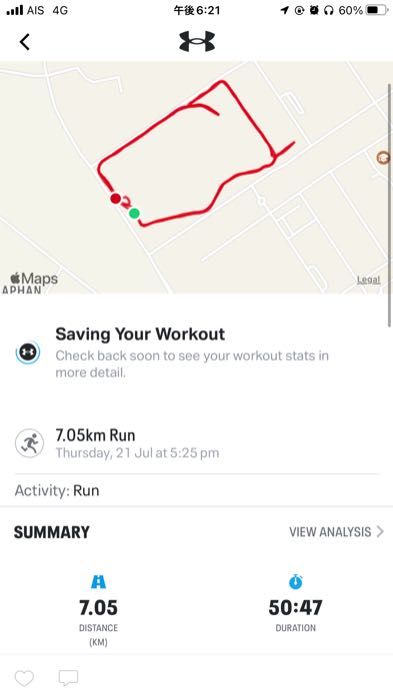 AIS 4G 午後6:21 60%
Maps
APHAN
Legal
Saving Your Workout
Check back soon to see your workout stats in
more detail.
7.05km Run
Thursday, 21 Jul at 5:25 pm
Activity: Run
SUMMARY VIEW ANALYSIS
7.05 50:47
DISTANCE DURATION
(KM)